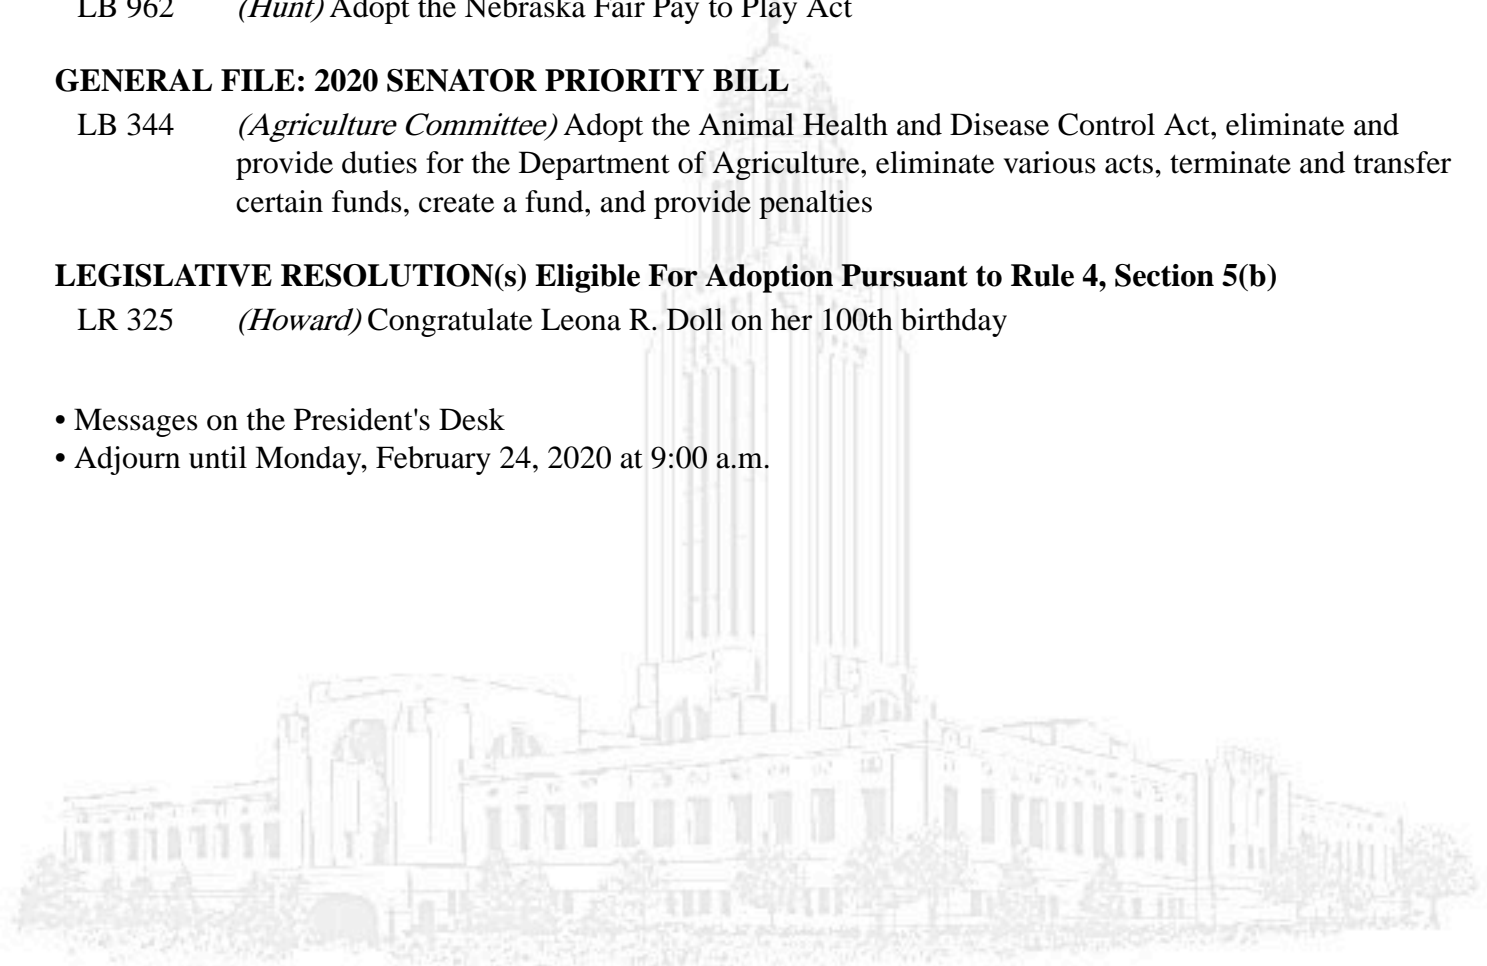 LB 962 (Hunt) Adopt the Nebraska Fair Pay to Play Act
GENERAL FILE: 2020 SENATOR PRIORITY BILL
LB 344 (Agriculture Committee) Adopt the Animal Health and Disease Control Act, eliminate and
provide duties for the Department of Agriculture, eliminate various acts, terminate and transfer
certain funds, create a fund, and provide penalties
LEGISLATIVE RESOLUTION(s) Eligible For Adoption Pursuant to Rule 4, Section 5(b)
LR 325 (Howard) Congratulate Leona R. Doll on her 100th birthday
• Messages on the President's Desk
• Adjourn until Monday, February 24, 2020 at 9:00 a.m.